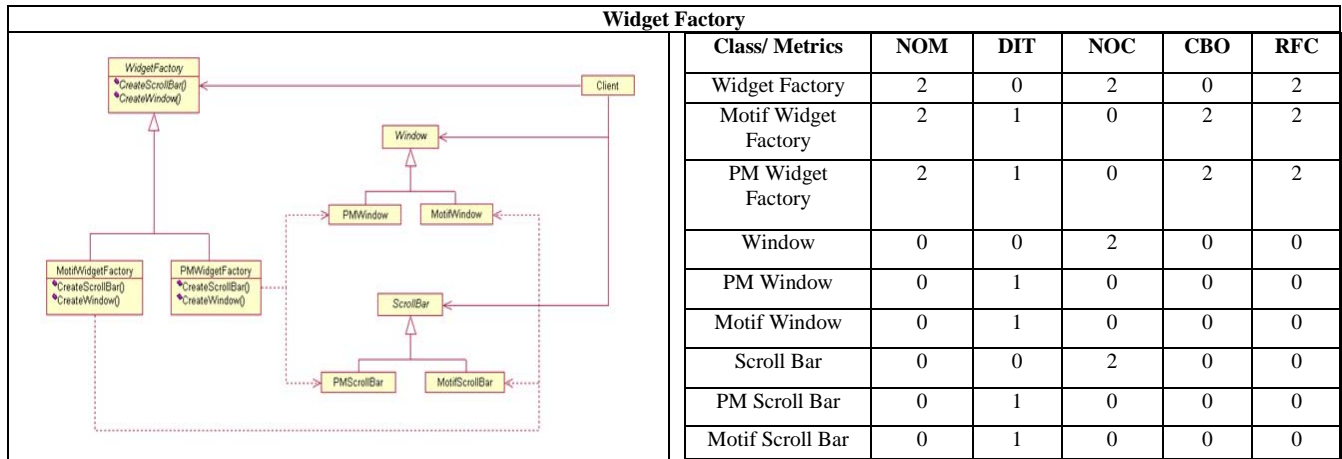 Widget Factory
WidgetFactory
CreateScrollBar()
CreateWindow()
Client
Window
PMWindow
MotifWindow
MotifWidgetFactory
CreateScrollBar()
CreateWindow()
PMWidgetFactory
CreateScrollBar()
CreateWindow()
ScrollBar
PMScrollBar
MotifScrollBar
Class/ Metrics NOM DIT NOC CBO RFC
Widget Factory 2 0 2 0 2
Motif Widget
Factory 2 1 0 2 2
PM Widget
Factory 2 1 0 2 2
Window 0 0 2 0 0
PM Window 0 1 0 0 0
Motif Window 0 1 0 0 0
Scroll Bar 0 0 2 0 0
PM Scroll Bar 0 1 0 0 0
Motif Scroll Bar 0 1 0 0 0